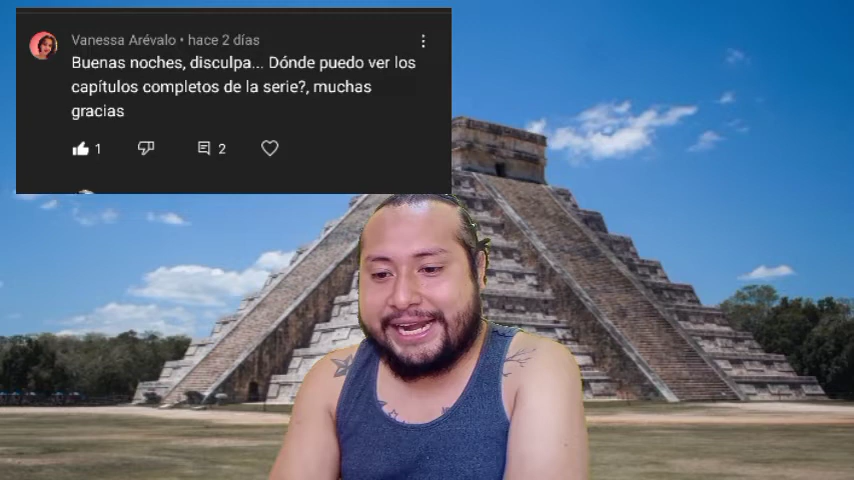 Vanessa Arévalo • hace 2 días
Buenas noches, disculpa... Dónde puedo ver los
capítulos completos de la serie?, muchas
gracias
1
2